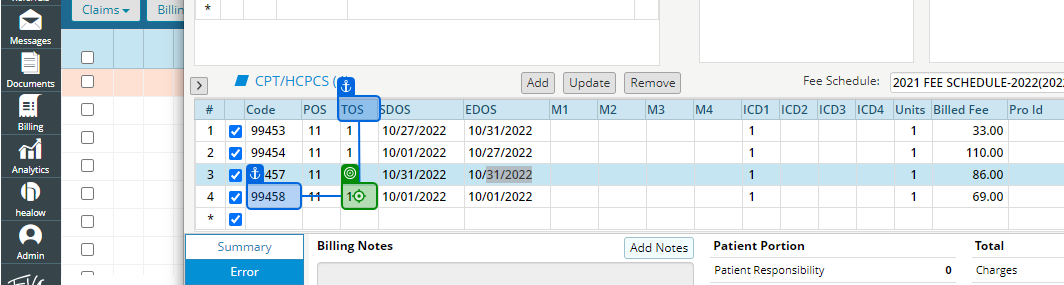 Claims
Billin
*
Messages
Documents
Billing
Analytics
healow
Admin
CPT/HCPCS (
Add Update Remove
Fee Schedule: 2021 FEE SCHEDULE-2022(202
# Code POS TOS SDOS EDOS M1 M2 M3 M4 ICD1 ICD2 ICD3 ICD4 Units Billed Fee Pro Id
1 99453 11 1 10/27/2022 10/31/2022 1 1 33.00
2 99454 11 1 10/01/2022 10/27/2022 1 1 110.00
3 457 11 10/31/2022 10/31/2022 1 1 86.00
4 99458 11 1 10/01/2022 10/01/2022 1 1 69.00
*
Summary
Error
Billing Notes
Add Notes
Patient Portion
Patient Responsibility 0
Total
Charges